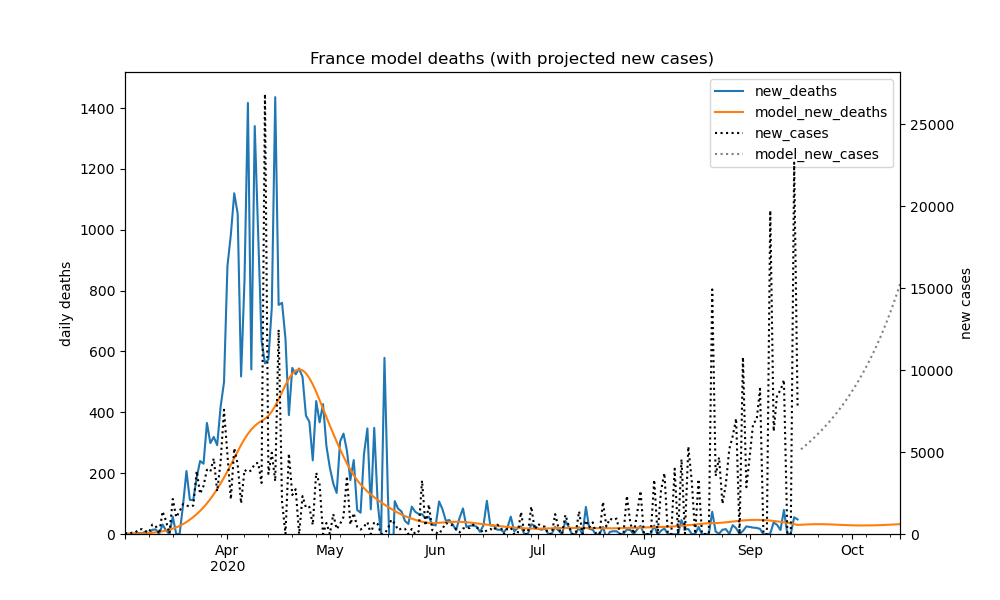 France model deaths (with projected new cases)
new_deaths
model_new_deaths
new_cases
model_new_cases
1400
1200
1000
800
600
400
200
0
daily deaths
25000
20000
15000
10000
5000
0
new cases
Apr
2020
May
Jun
Jul
Aug
Sep
Oct